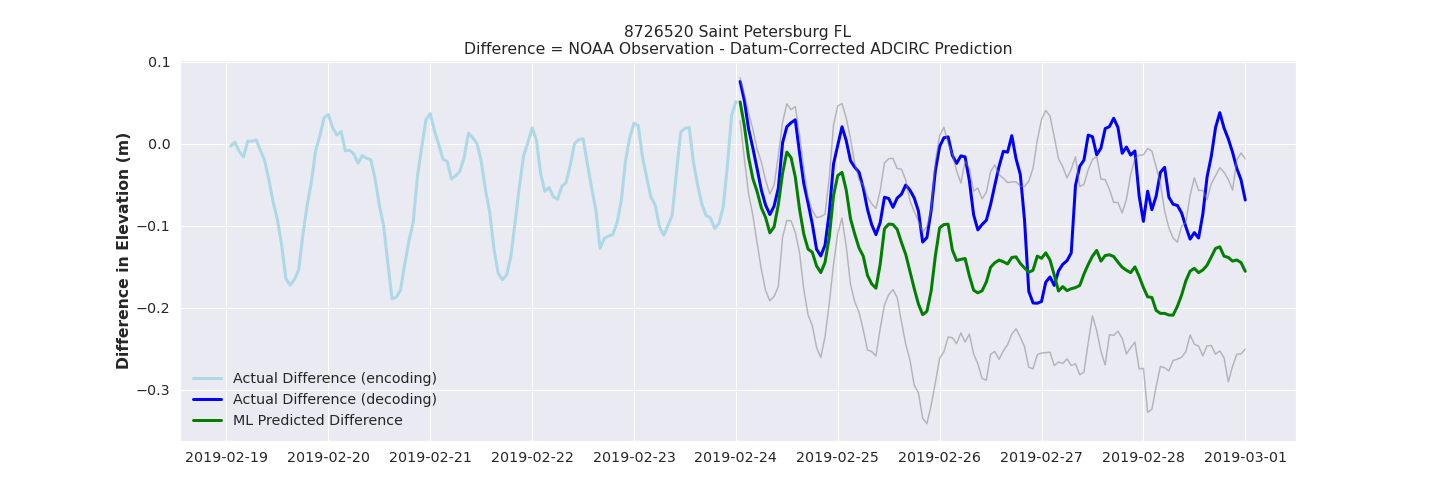 8726520 Saint Petersburg FL
Difference = NOAA Observation - Datum-Corrected ADCIRC Prediction
Difference in Elevation (m)
0.1
0.0
−0.1
−0.2
−0.3
Actual Difference (encoding)
Actual Difference (decoding)
ML Predicted Difference
2019-02-19 2019-02-20 2019-02-21 2019-02-22 2019-02-23 2019-02-24 2019-02-25 2019-02-26 2019-02-27 2019-02-28 2019-03-01